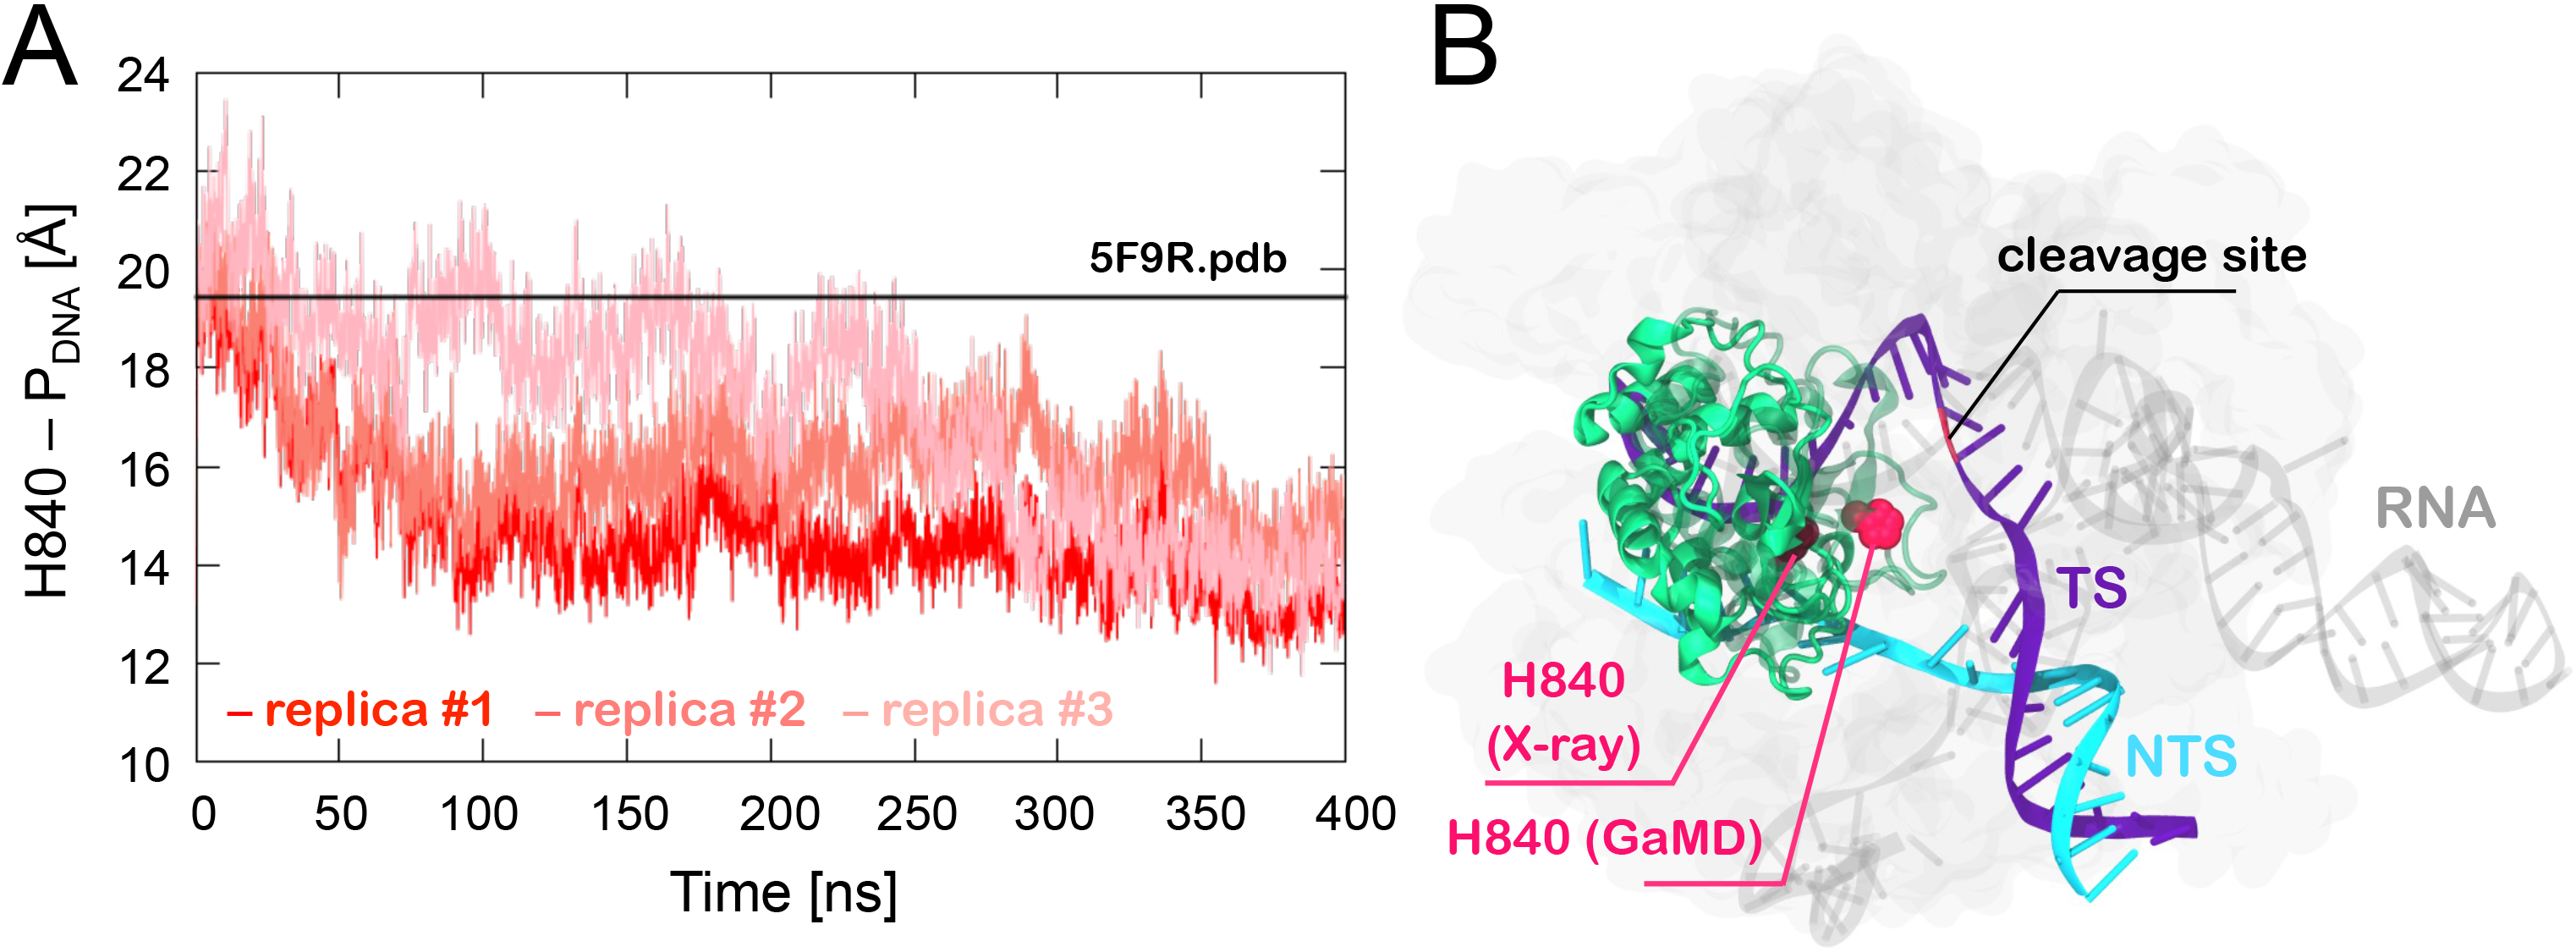 A
24
22
20
18
16
14
12
10
H840 – PDNA [Å]
5F9R.pdb
– replica #1 – replica #2 – replica #3
0 50 100 150 200 250 300 350 400
Time [ns]
B
cleavage site
RNA
TS
H840
(X-ray)
NTS
H840 (GaMD)